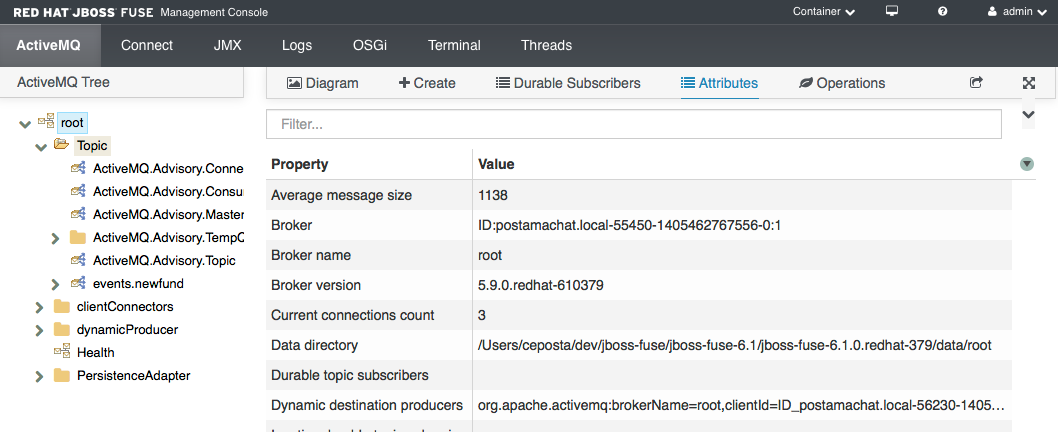 RED HAT JBOSS FUSE Management Console
Container
admin
ActiveMQ Connect JMX Logs OSGi Terminal Threads
ActiveMQ Tree
Diagram Create Durable Subscribers Attributes Operations
root
Topic
ActiveMQ.Advisory.Conne
ActiveMQ.Advisory.Consu
ActiveMQ.Advisory.Master
ActiveMQ.Advisory.TempQ
ActiveMQ.Advisory.Topic
events.newfund
clientConnectors
dynamicProducer
Health
PersistenceAdapter
Filter...
Property Value
Average message size 1138
Broker ID:postamachat.local-55450-1405462767556-0:1
Broker name root
Broker version 5.9.0.redhat-610379
Current connections count 3
Data directory /Users/ceposta/dev/jboss-fuse/jboss-fuse-6.1/jboss-fuse-6.1.0.redhat-379/data/root
Durable topic subscribers
Dynamic destination producers org.apache.activemq:brokerName=root,clientId=ID_postamachat.local-56230-1405…